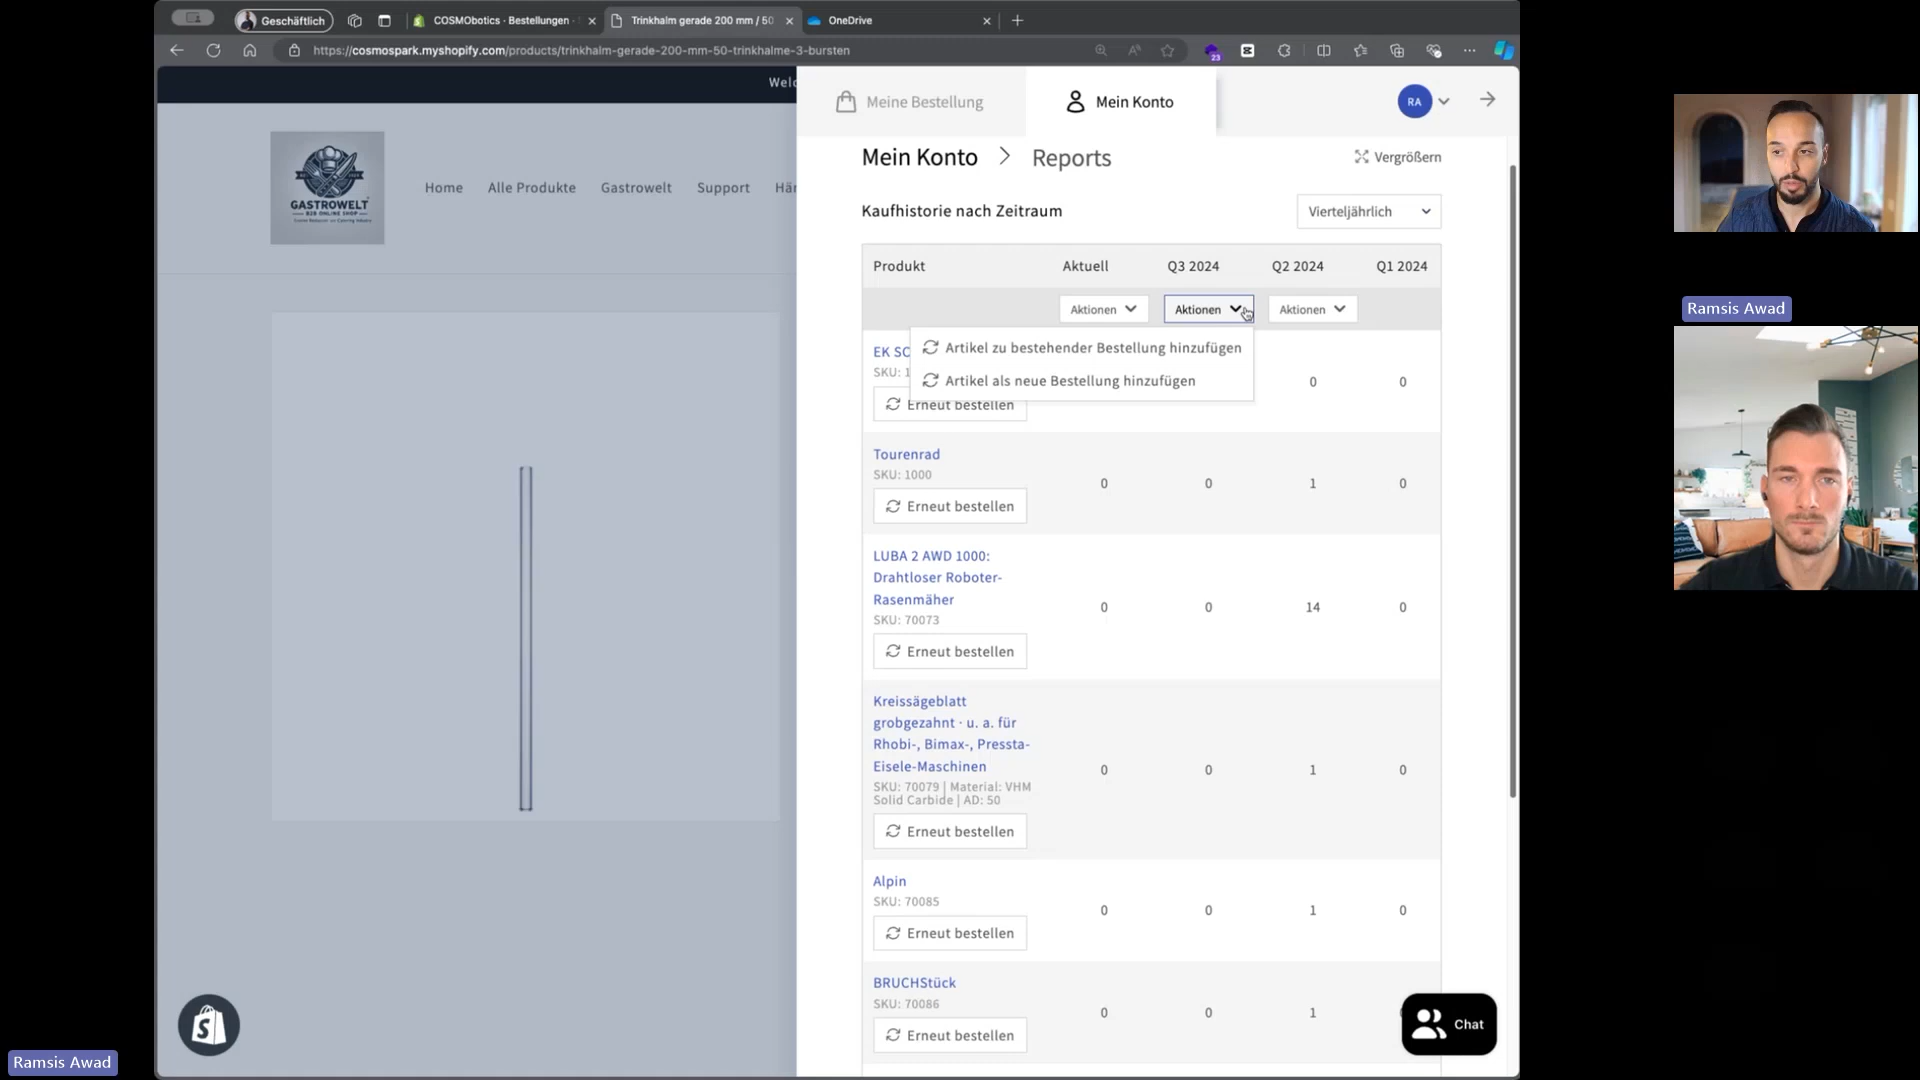 Geschäftlich
COSMObotics · Bestellungen ·
Trinkhalm gerade 200 mm / 50
OneDrive
https://cosmospark.myshopify.com/products/trinkhalm-gerade-200-mm-50-trinkhalme-3-bursten
23
Welc
GASTROWELT
B2B ONLINE SHOP
Home
Alle Produkte
Gastrowelt
Support
Hän
Meine Bestellung
Mein Konto
RA
Mein Konto > Reports
Vergrößern
Kaufhistorie nach Zeitraum
Vierteljährlich
Produkt Aktuell Q3 2024 Q2 2024 Q1 2024
Aktionen Aktionen Aktionen
Artikel zu bestehender Bestellung hinzufügen
Artikel als neue Bestellung hinzufügen
EK SC
SKU: 1
Erneut bestellen
0 0
Tourenrad
SKU: 1000
Erneut bestellen
0 0 1 0
LUBA 2 AWD 1000:
Drahtloser Roboter-
Rasenmäher
SKU: 70073
Erneut bestellen
0 0 14 0
Kreissägeblatt
grobgezahnt · u. a. für
Rhobi-, Bimax-, Pressta-
Eisele-Maschinen
SKU: 70079 | Material: VHM
Solid Carbide | AD: 50
Erneut bestellen
0 0 1 0
Alpin
SKU: 70085
Erneut bestellen
0 0 1 0
BRUCHStück
SKU: 70086
Erneut bestellen
0 0 1
Chat
Ramsis Awad
Ramsis Awad